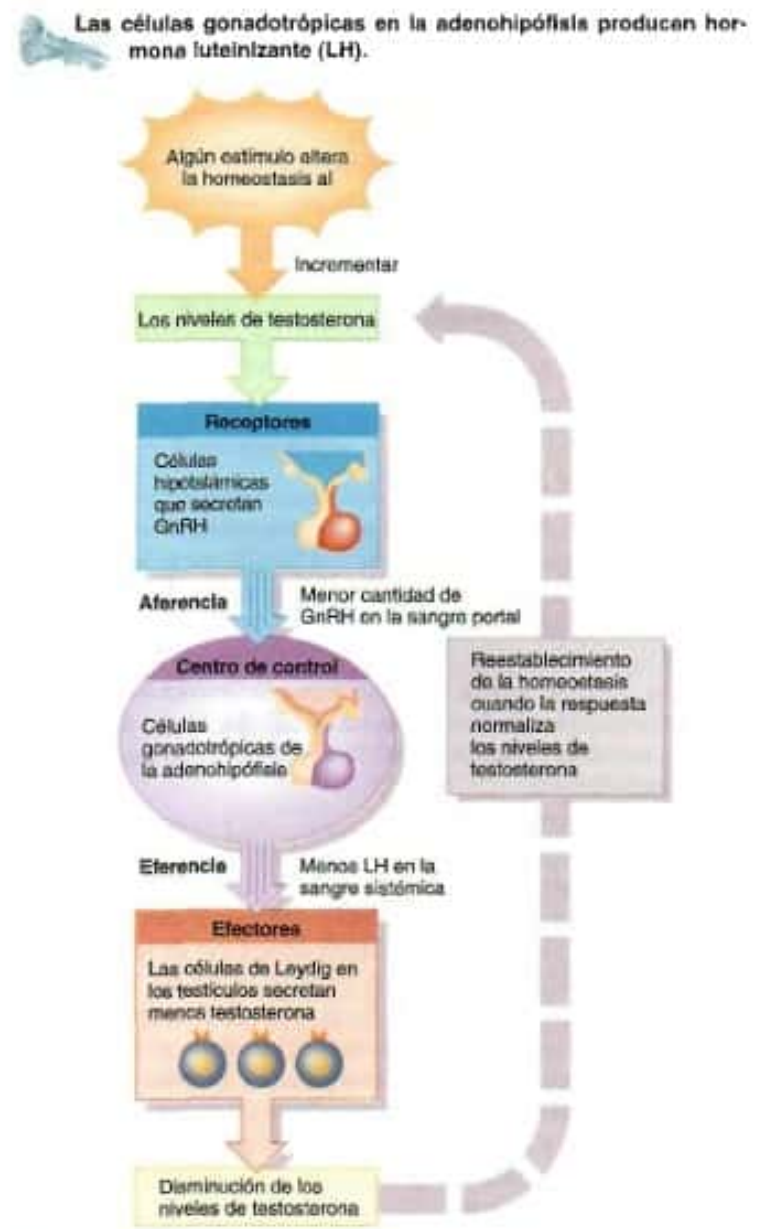 Las células gonadotrópicas en la adenohipófisis producen hor-
mona luteinizante (LH).
Algún estímulo altera
la homeostasis al
Incrementar
Los niveles de testosterona
Receptores
Células
hipotalámicas
que secretan
GnRH
Aferencia
Menor cantidad de
GnRH en la sangre portal
Centro de control
Células
gonadotrópicas de
la adenohipófisis
Eferencia
Menos LH en la
sangre sistémica
Efectores
Las células de Leydig en
los testículos secretan
menos testosterona
Disminución de los
niveles de testosterona
Reestablecimiento
de la homeostasis
cuando la respuesta
normaliza
los niveles de
testosterona